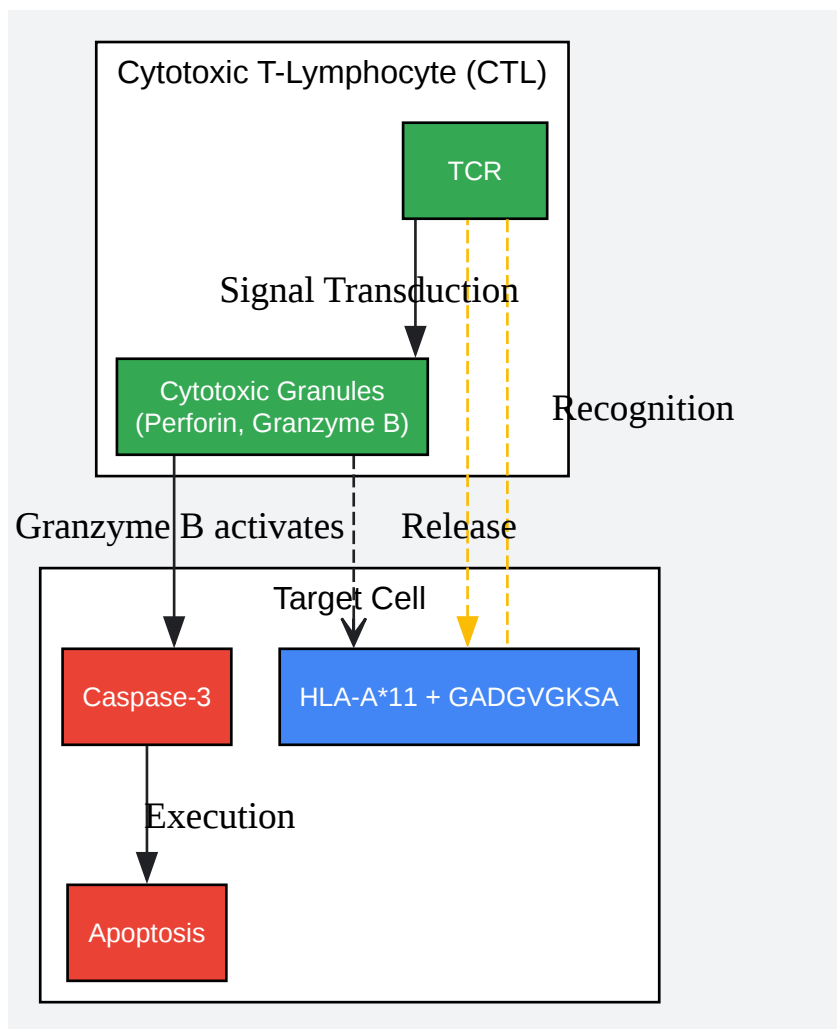 Cytotoxic T-Lymphocyte (CTL)
TCR
Signal Transduction
Cytotoxic Granules
(Perforin, Granzyme B)
Recognition
Granzyme B activates
Release
Target Cell
Caspase-3
HLA-A*11 + GADGVGKSA
Execution
Apoptosis